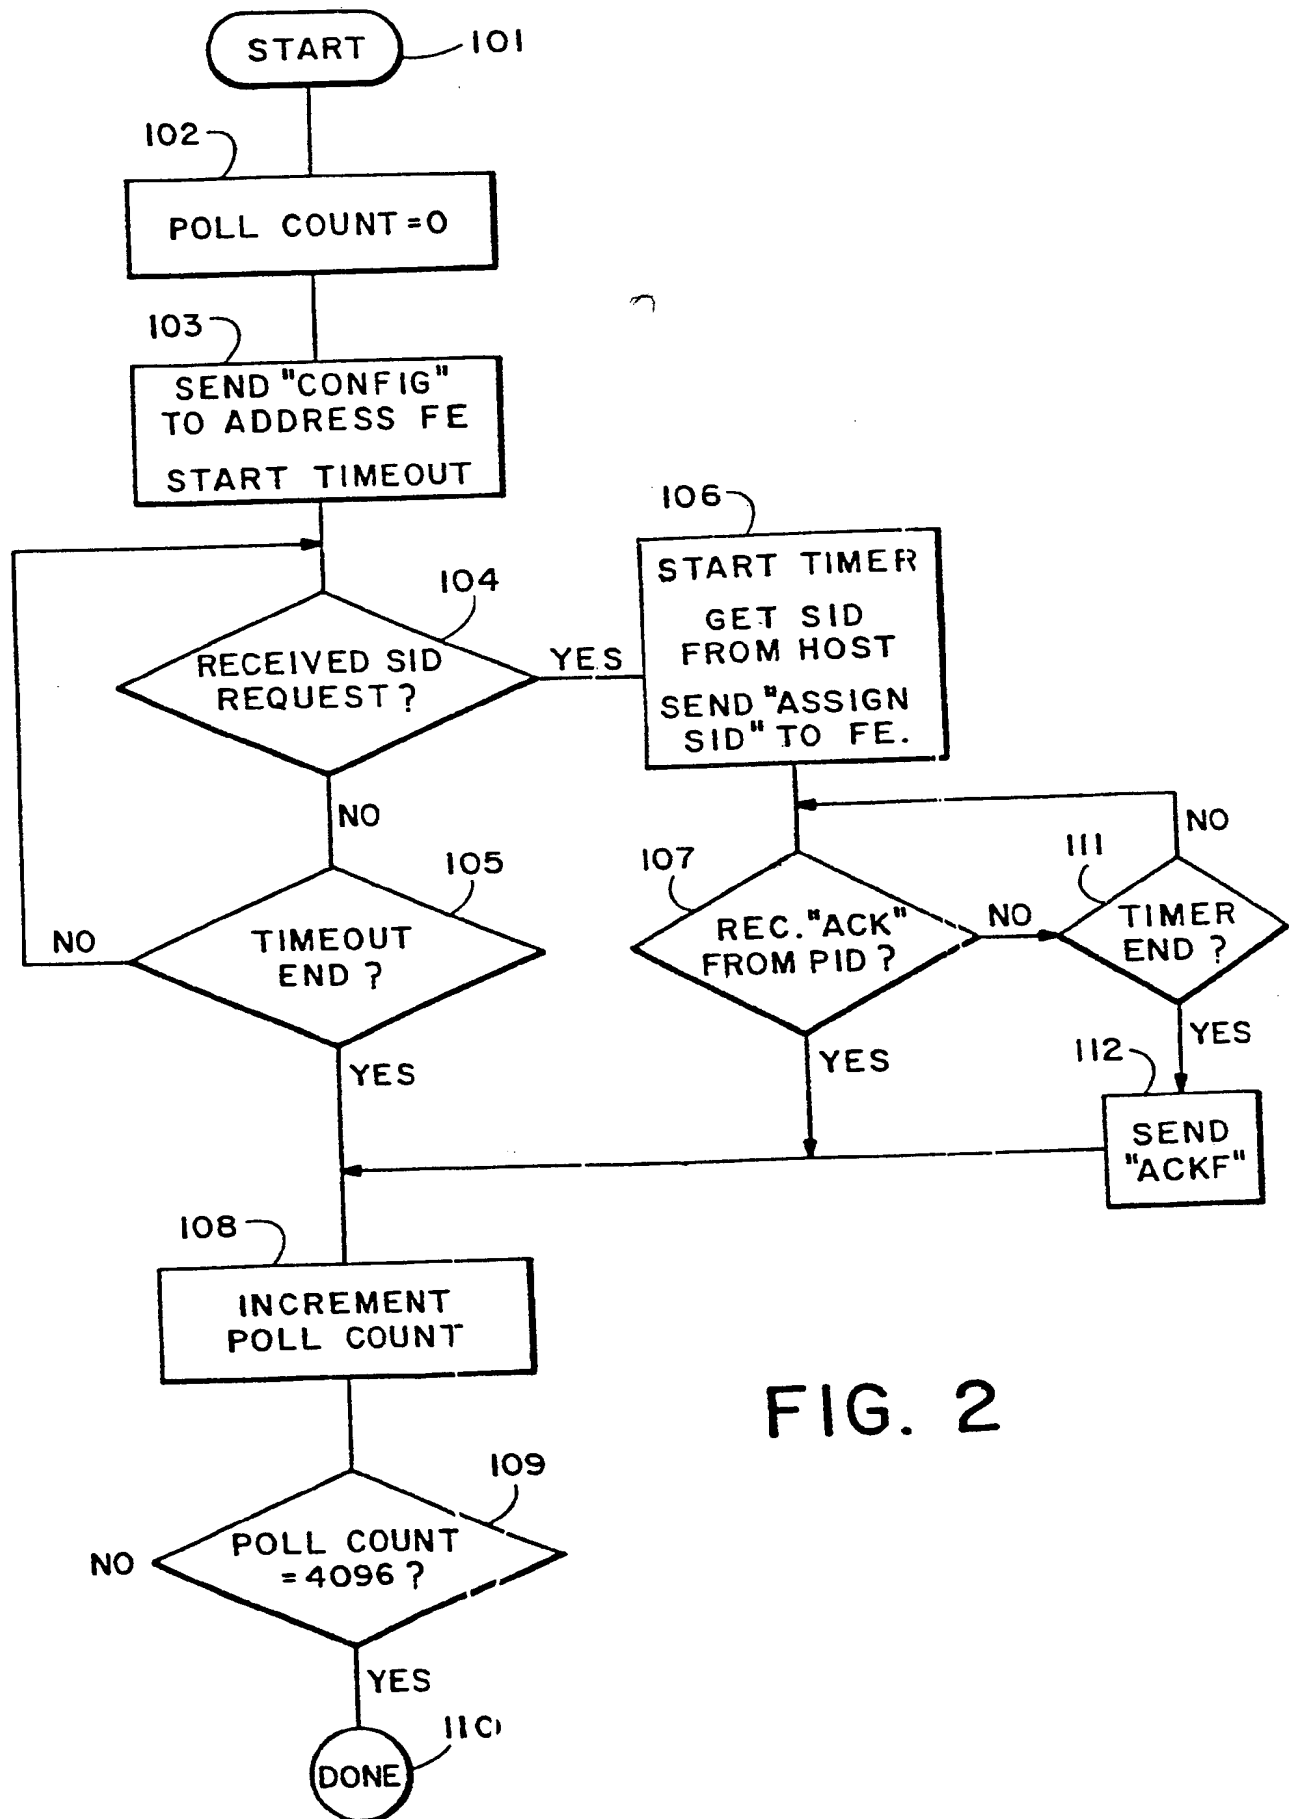 START
101
102
POLL COUNT = 0
103
SEND "CONFIG"
TO ADDRESS FE
START TIMEOUT
104
RECEIVED SID
REQUEST ?
YES
NO
106
START TIMER
GET SID
FROM HOST
SEND "ASSIGN
SID" TO FE.
105
TIMEOUT
END ?
NO
YES
107
REC. "ACK"
FROM PID ?
NO
YES
111
TIMER
END ?
NO
YES
112
SEND
"ACKF"
108
INCREMENT
POLL COUNT
109
POLL COUNT
= 4096 ?
NO
YES
110
DONE
FIG. 2